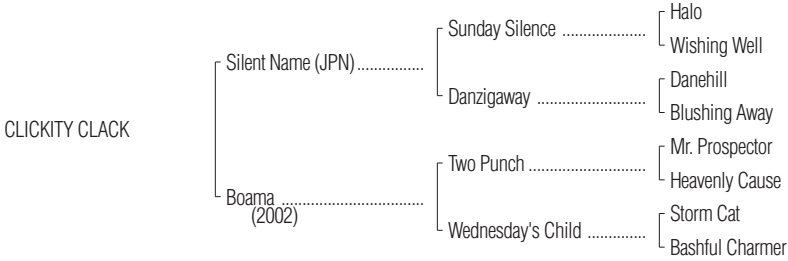 Halo
Sunday Silence ....................
Wishing Well
Silent Name (JPN) ................
Danehill
Danzigaway ..........................
Blushing Away
CLICKITY CLACK
Mr. Prospector
Two Punch ............................
Heavenly Cause
Boama ..................................
(2002)
Storm Cat
Wednesday's Child ..............
Bashful Charmer